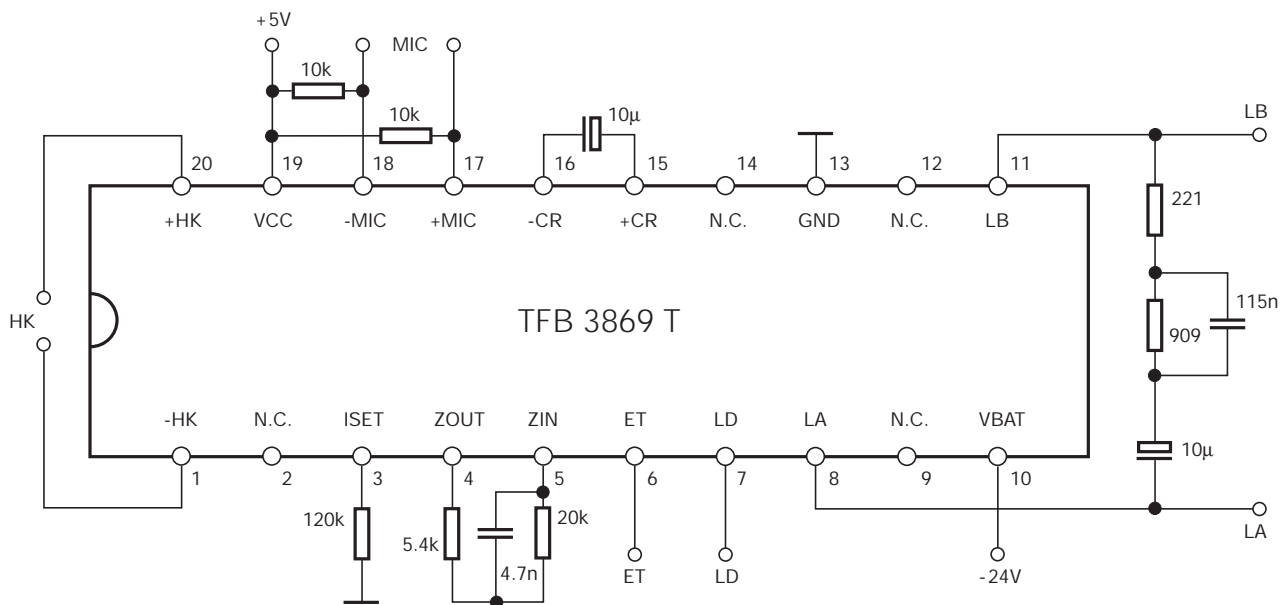 +5V
MIC
10k
10k
10µ
LB
20 19 18 17 16 15 14 13 12 11
+HK VCC -MIC +MIC -CR +CR N.C. GND N.C. LB
221
115n
HK
TFB 3869 T
909
-HK N.C. ISET ZOUT ZIN ET LD LA N.C. VBAT
10µ
1 2 3 4 5 6 7 8 9 10
120k
20k
5.4k
LA
4.7n
ET
LD
-24V